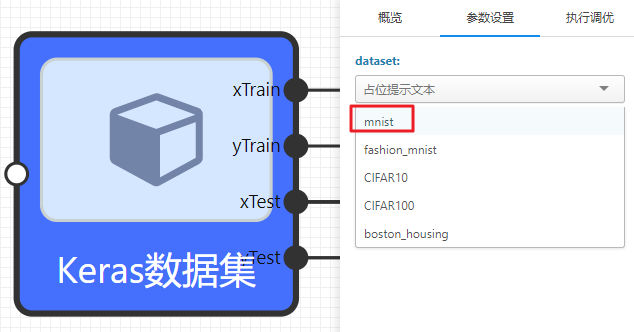 xTrain
yTrain
xTest
yTest
Keras数据集
概览 参数设置 执行调优
dataset:
占位提示文本
mnist
fashion_mnist
CIFAR10
CIFAR100
boston_housing